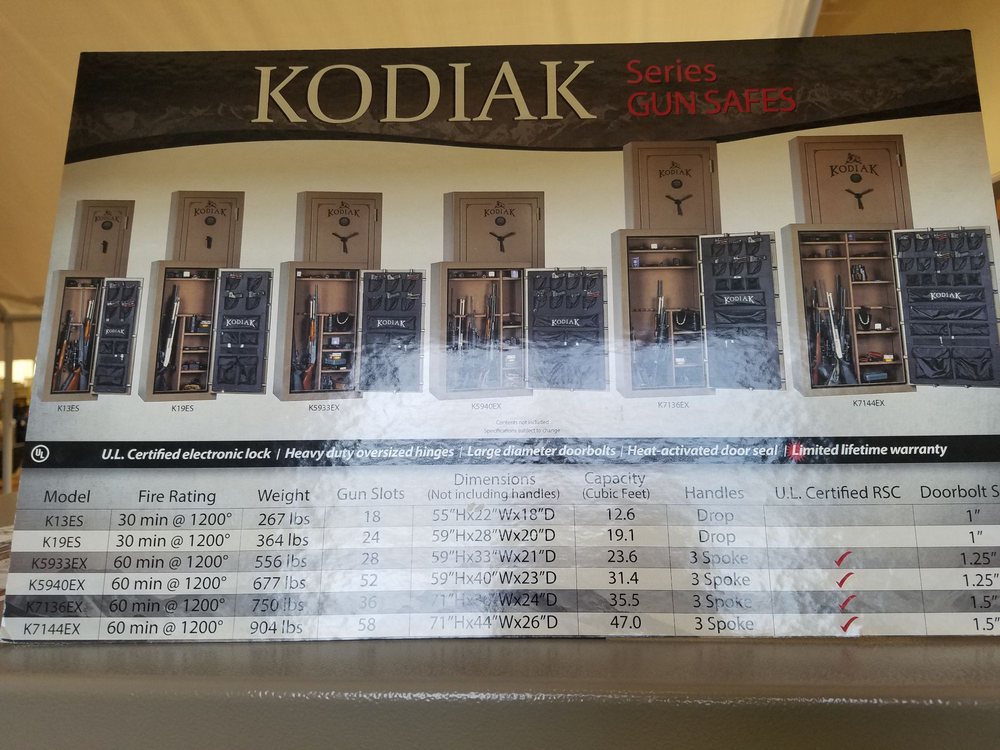 KODIAK Series
GUN SAFES
KODIAK
KODIAK
KODIAK
KODIAK
KODIAK
KODIAK
KODIAK
KODIAK
KODIAK
KODIAK
KODIAK
K13ES K19ES K5933EX K5940EX K7136EX K7144EX
Contents not included
Specifications subject to change
UL U.L. Certified electronic lock | Heavy duty oversized hinges | Large diameter doorbolts | Heat-activated door seal | Limited lifetime warranty
Model Fire Rating Weight Gun Slots Dimensions (Not including handles) Capacity (Cubic Feet) Handles U.L. Certified RSC Doorbolt S
K13ES 30 min @ 1200° 267 lbs 18 55"Hx22"Wx18"D 12.6 Drop 1"
K19ES 30 min @ 1200° 364 lbs 24 59"Hx28"Wx20"D 19.1 Drop 1"
K5933EX 60 min @ 1200° 556 lbs 28 59"Hx33"Wx21"D 23.6 3 Spoke ✓ 1.25"
K5940EX 60 min @ 1200° 677 lbs 52 59"Hx40"Wx23"D 31.4 3 Spoke ✓ 1.25"
K7136EX 60 min @ 1200° 750 lbs 36 35.5 3 Spoke ✓ 1.5"
K7144EX 60 min @ 1200° 904 lbs 58 71"Hx44"Wx26"D 47.0 3 Spoke ✓ 1.5"